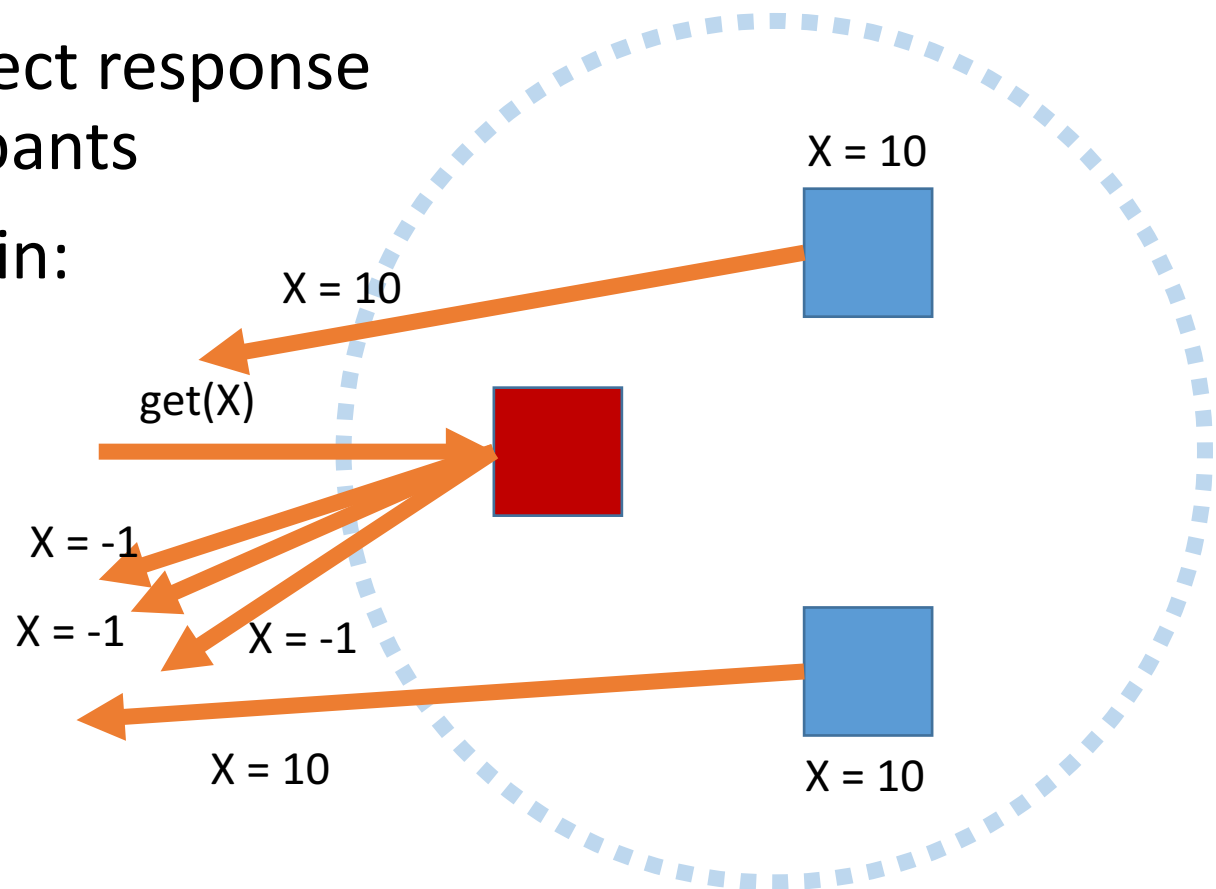 ect response
pants
in:
X = 10
X = 10
get(X)
X = -1
X = -1
X = -1
X = 10
X = 10